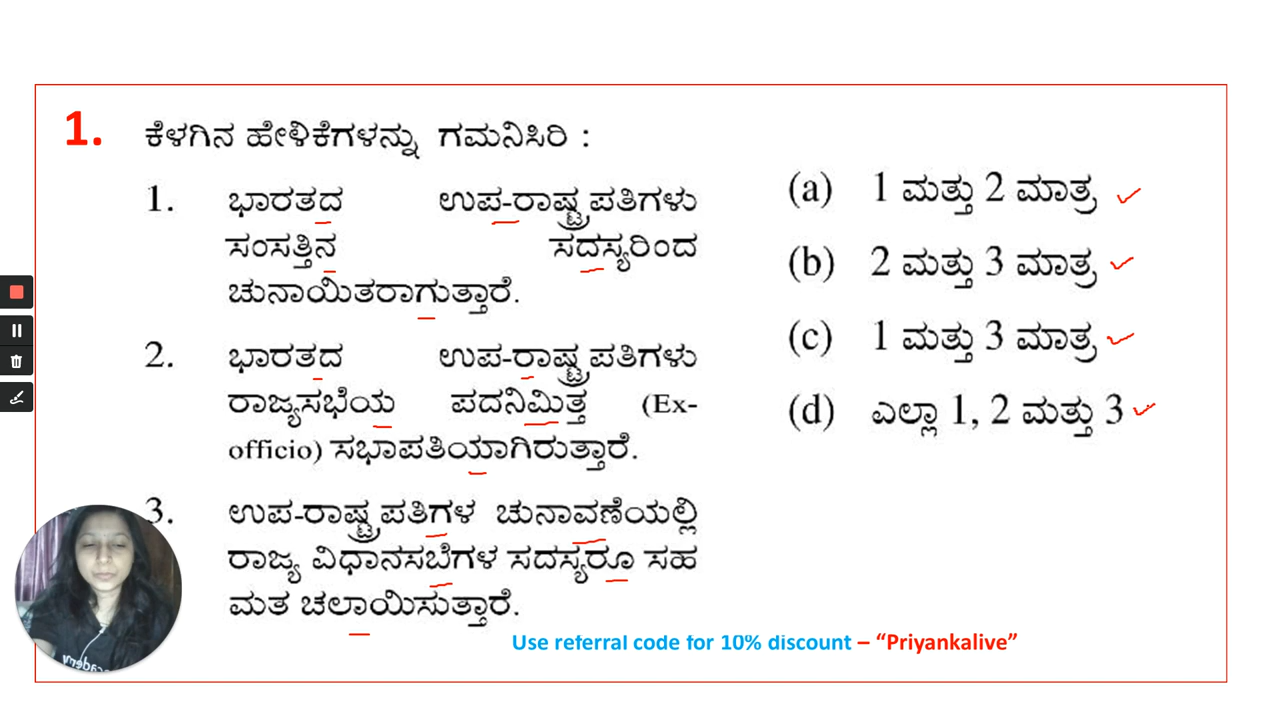 1. ಕೆಳಗಿನ ಹೇಳಿಕೆಗಳನ್ನು ಗಮನಿಸಿರಿ :
1. ಭಾರತದ ಉಪ-ರಾಷ್ಟ್ರಪತಿಗಳು
ಸಂಸತ್ತಿನ ಸದಸ್ಯರಿಂದ
ಚುನಾಯಿತರಾಗುತ್ತಾರೆ.
2. ಭಾರತದ ಉಪ-ರಾಷ್ಟ್ರಪತಿಗಳು
ರಾಜ್ಯಸಭೆಯ ಪದನಿಮಿತ್ತ (Ex-
officio) ಸಭಾಪತಿಯಾಗಿರುತ್ತಾರೆ.
3. ಉಪ-ರಾಷ್ಟ್ರಪತಿಗಳ ಚುನಾವಣೆಯಲ್ಲಿ
ರಾಜ್ಯ ವಿಧಾನಸಬೆಗಳ ಸದಸ್ಯರೂ ಸಹ
ಮತ ಚಲಾಯಿಸುತ್ತಾರೆ.
(a) 1 ಮತ್ತು 2 ಮಾತ್ರ
(b) 2 ಮತ್ತು 3 ಮಾತ್ರ
(c) 1 ಮತ್ತು 3 ಮಾತ್ರ
(d) ಎಲ್ಲಾ 1, 2 ಮತ್ತು 3
Use referral code for 10% discount – “Priyankalive”